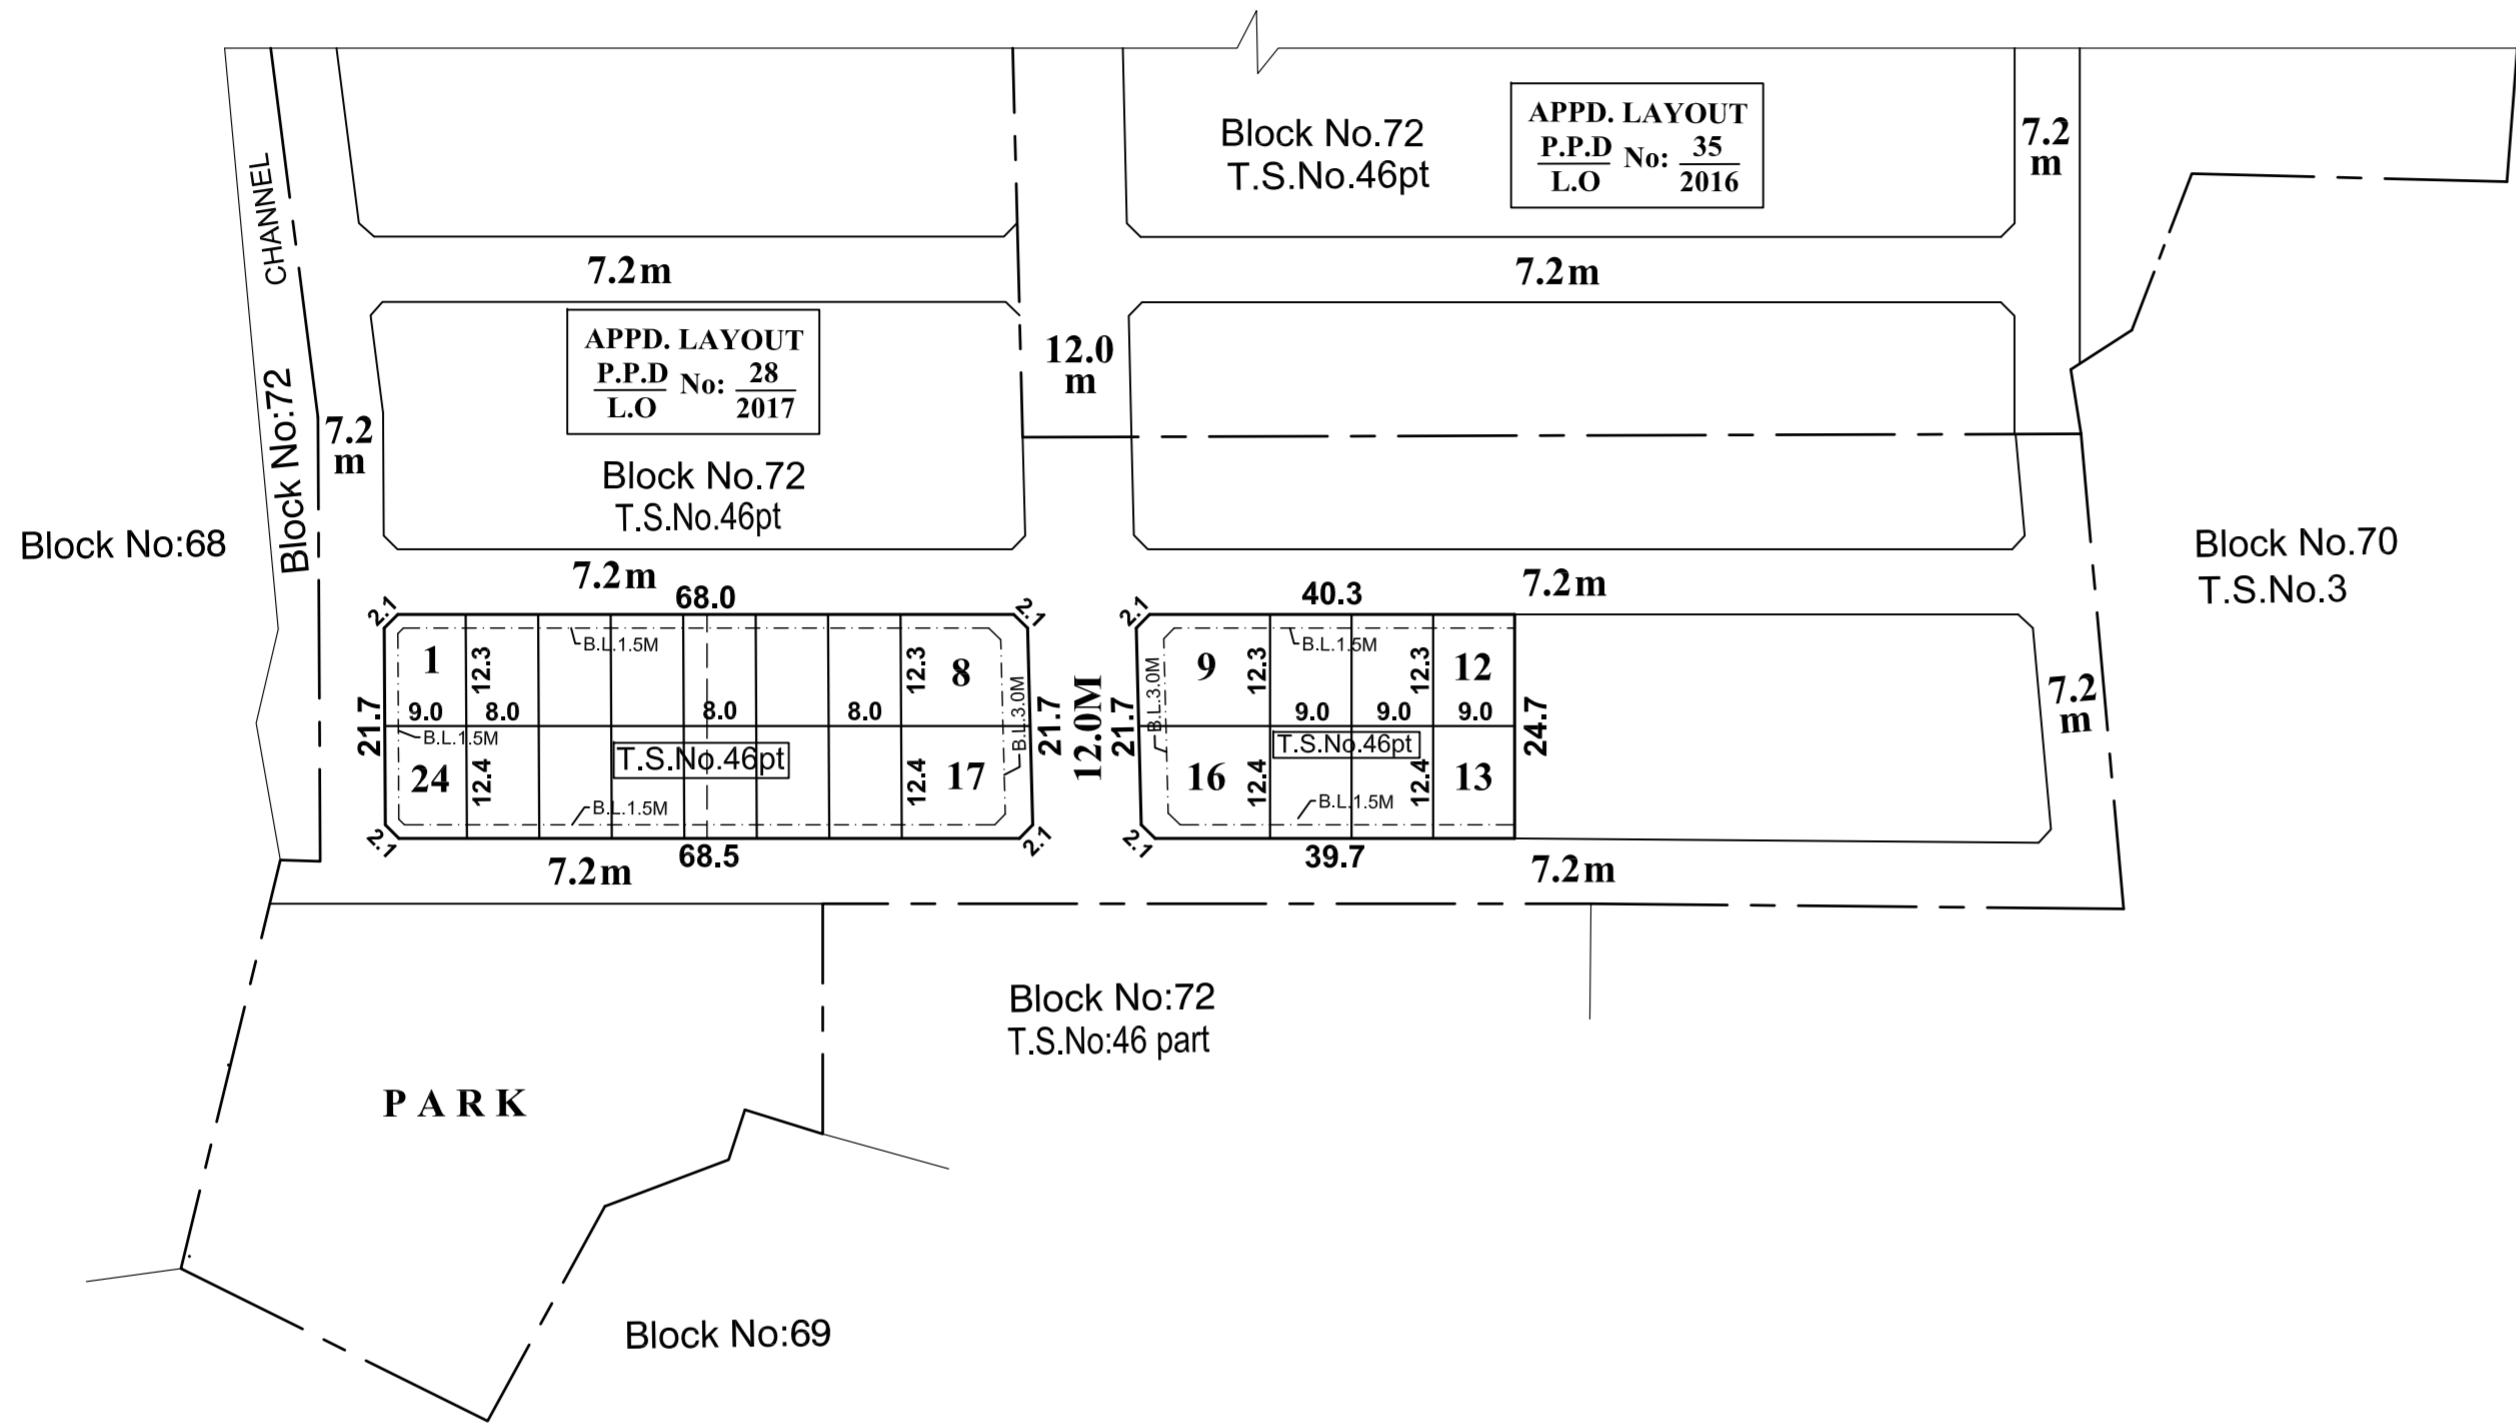 Block No.72
T.S.No.46pt
APPD. LAYOUT
P.P.D
L.O
No:
35
2016
7.2
m
CHANNEL
7.2m
7.2m
APPD. LAYOUT
P.P.D
L.O
No:
28
2017
12.0
m
Block No:72
7.2
m
Block No.72
T.S.No.46pt
Block No:68
Block No.70
T.S.No.3
7.2m
68.0
40.3
7.2m
2.1
2.1
2.1
B.L.1.5M
B.L.1.5M
1
12.3
12.3
8
9
12.3
12.3
12
B.L.3.0M
B.L.3.0M
21.7
9.0
8.0
8.0
8.0
21.7
12.0M
21.7
9.0
9.0
9.0
24.7
7.2
m
B.L.1.5M
T.S.No.46pt
T.S.No.46pt
24
12.4
12.4
17
16
12.4
12.4
13
B.L.1.5M
B.L.1.5M
2.1
2.1
2.1
7.2m
68.5
39.7
7.2m
Block No:72
T.S.No:46 part
PARK
Block No:69